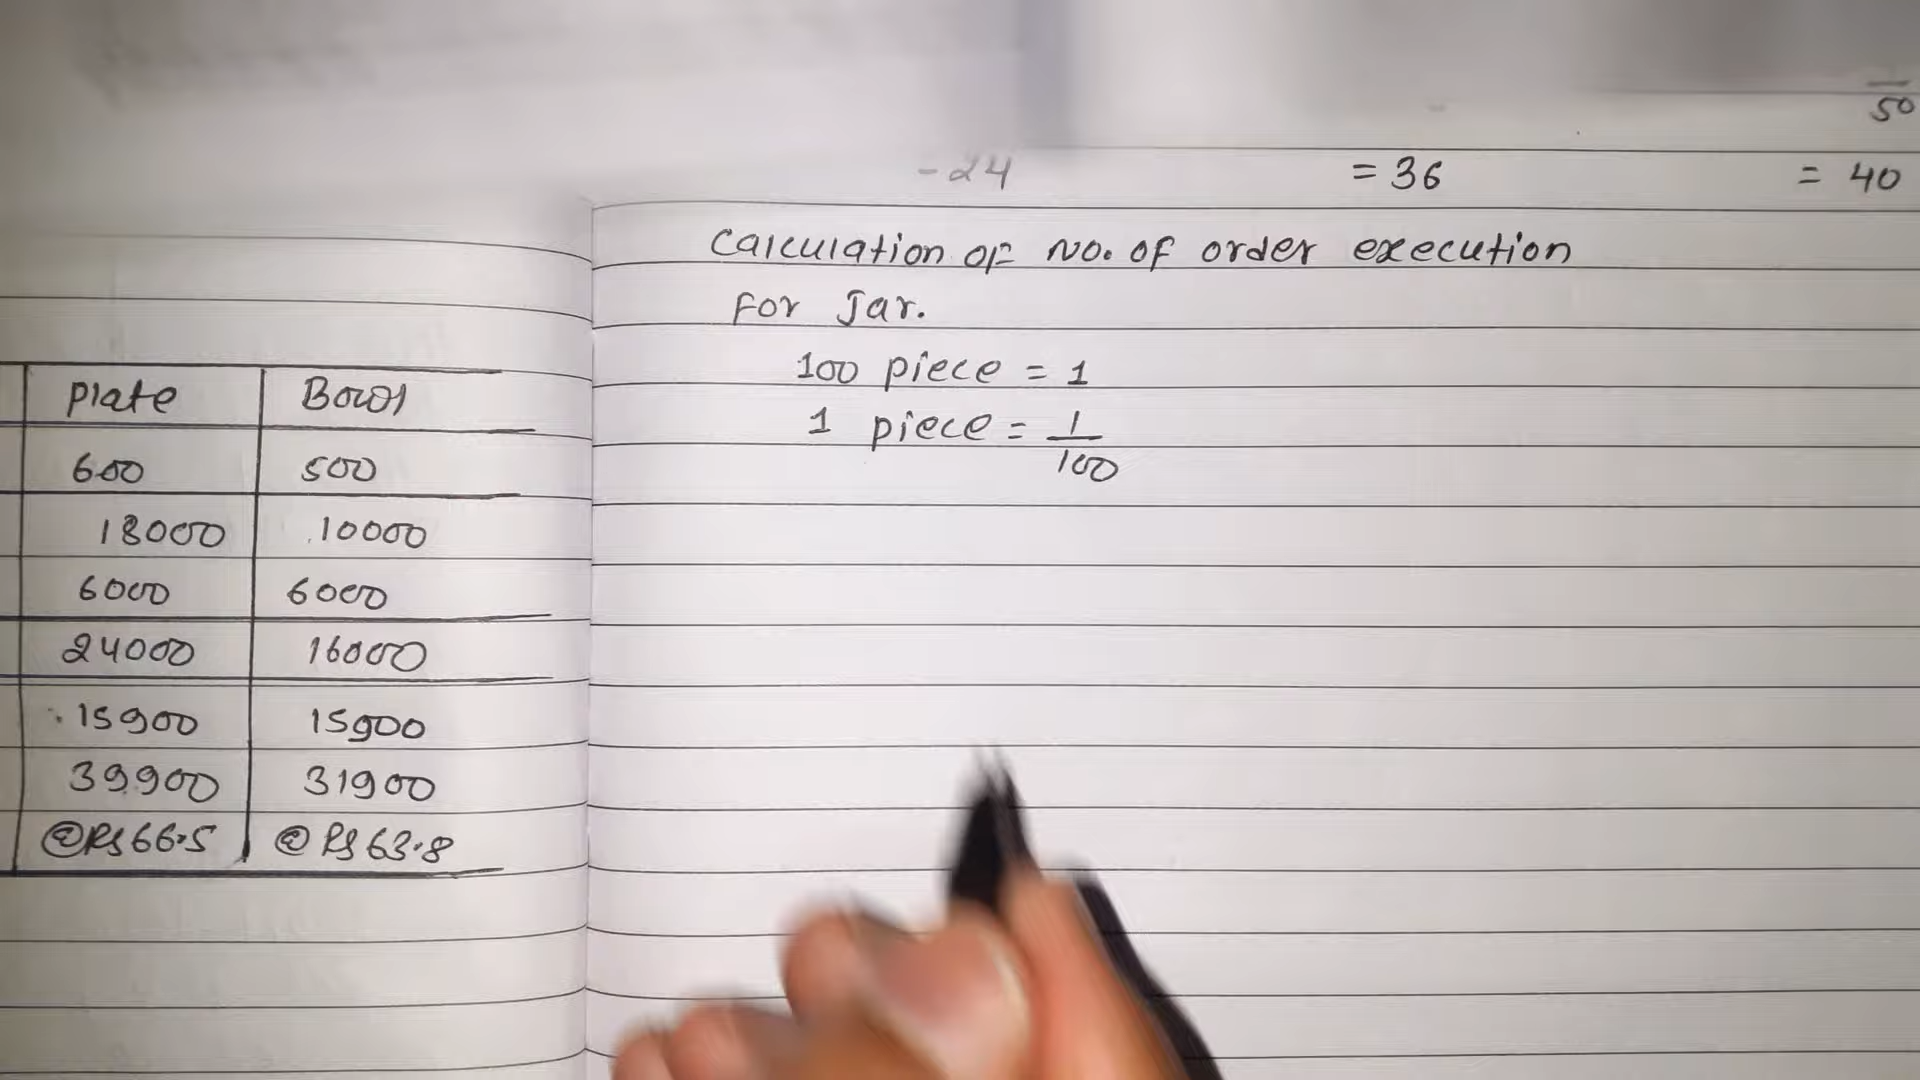 50
-24 = 36 = 40
Calculation of No. of order execution
For Jar.
100 piece = 1
1 piece = 1/100
Plate Bowl
600 500
18000 10000
6000 6000
24000 16000
15900 15900
39900 31900
@Rs 66.5 @ Rs 63.8